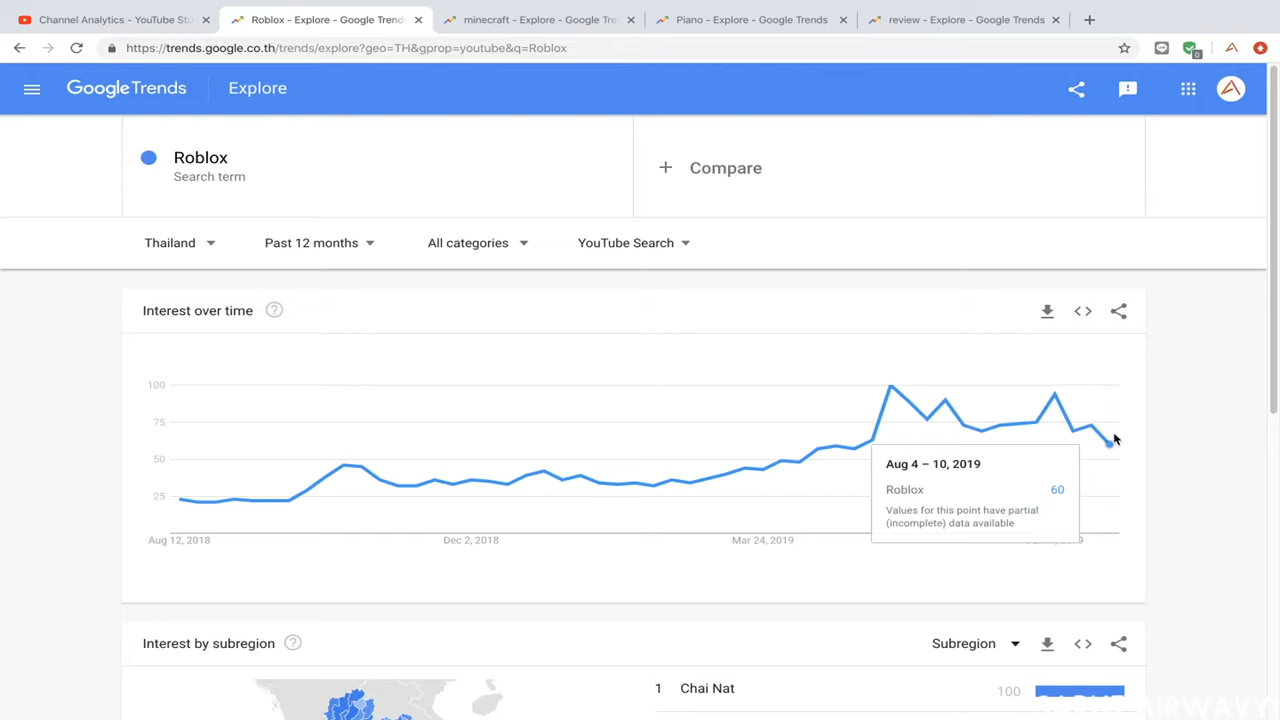 Channel Analytics - YouTube Stu
Roblox - Explore - Google Trends
minecraft - Explore - Google Tre
Piano - Explore - Google Trends
review - Explore - Google Trends
https://trends.google.co.th/trends/explore?geo=TH&gprop=youtube&q=Roblox
0
Google Trends Explore
Roblox
Search term
+ Compare
Thailand Past 12 months All categories YouTube Search
Interest over time ?
100
75
50
25
Aug 4 – 10, 2019
Roblox 60
Values for this point have partial
(incomplete) data available
Aug 12, 2018 Dec 2, 2018 Mar 24, 2019
Interest by subregion ? Subregion
1 Chai Nat 100
AIRWAVY